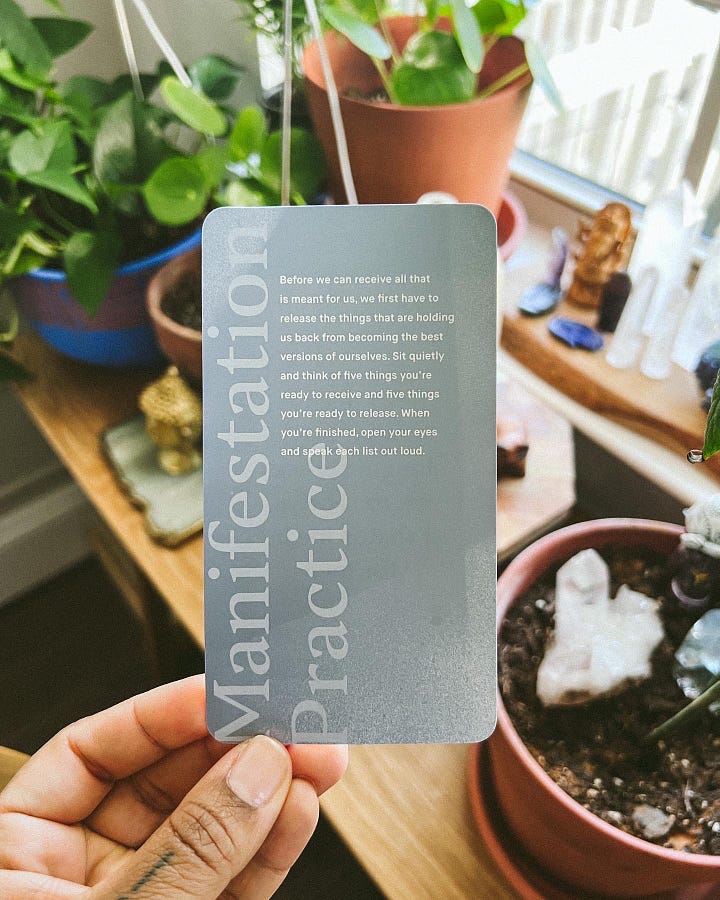 Manifestation
Practice
Before we can receive all that
is meant for us, we first have to
release the things that are holding
us back from becoming the best
versions of ourselves. Sit quietly
and think of five things you're
ready to receive and five things
you're ready to release. When
you're finished, open your eyes
and speak each list out loud.